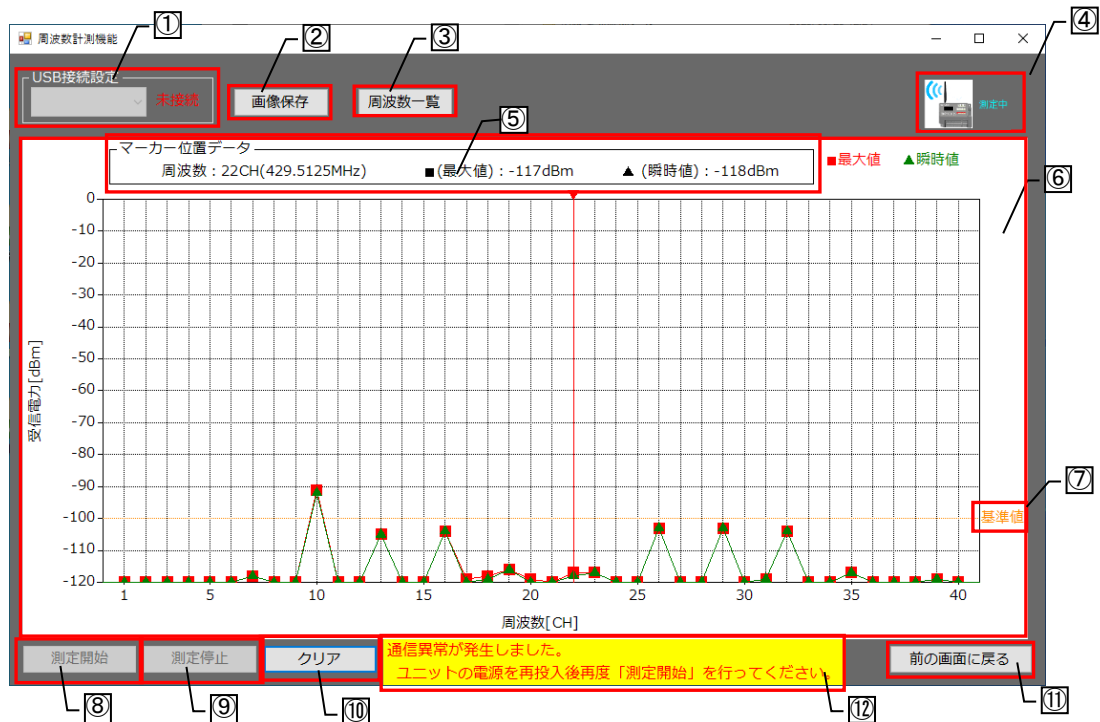 ① ② ③ ④
周波数計測機能
USB接続設定
未接続
画像保存
周波数一覧
測定中
⑤
マーカー位置データ
周波数:22CH(429.5125MHz) ■(最大値):-117dBm ▲ (瞬時値):-118dBm
■最大値 ▲瞬時値
⑥
0
-10
-20
-30
-40
-50
-60
-70
-80
-90
-100
-110
-120
受信電力[dBm]
⑦
基準値
1 5 10 15 20 25 30 35 40
周波数[CH]
測定開始
測定停止
クリア
通信異常が発生しました。
ユニットの電源を再投入後再度「測定開始」を行ってください。
前の画面に戻る
⑧ ⑨ ⑩ ⑫ ⑪